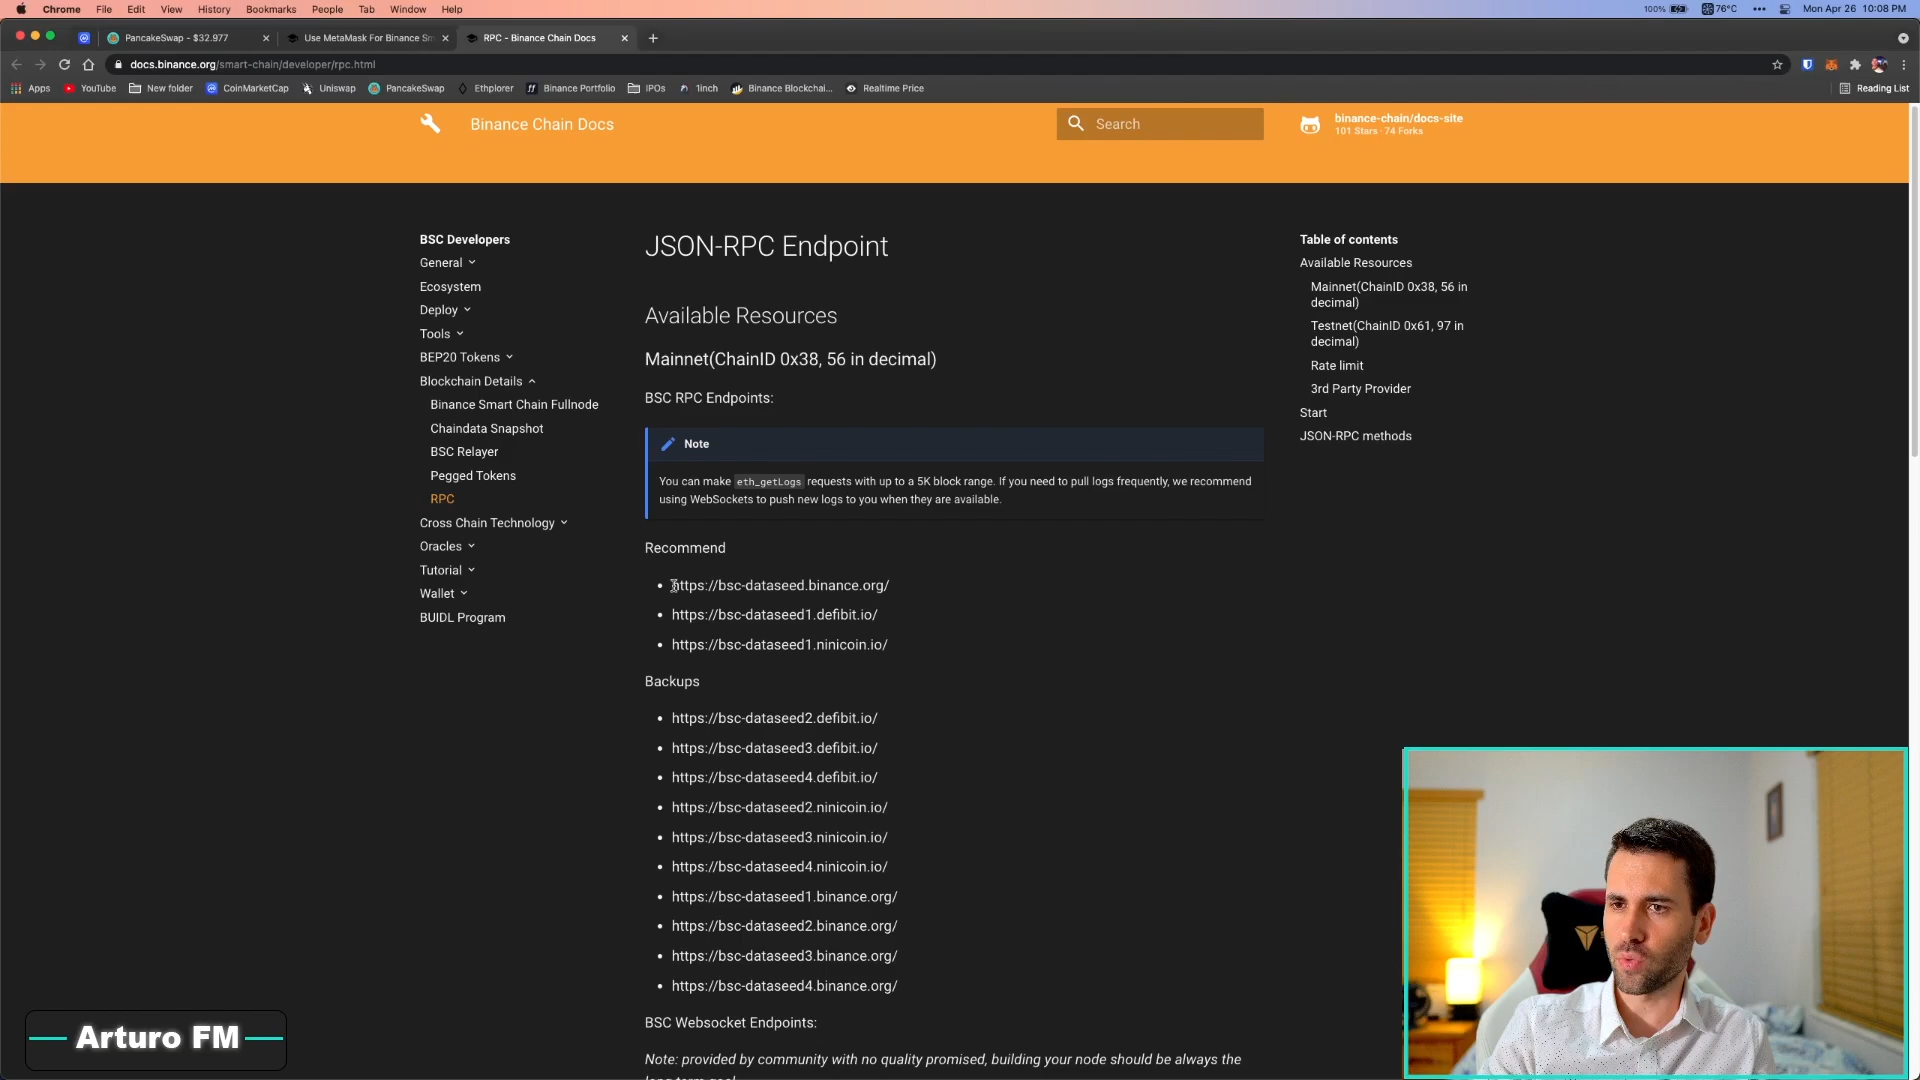 Chrome File Edit View History Bookmarks People Tab Window Help
100% 76°C Mon Apr 26 10:08 PM
PancakeSwap - $32.977
Use MetaMask For Binance Sm
RPC - Binance Chain Docs
docs.binance.org/smart-chain/developer/rpc.html
Apps YouTube New folder CoinMarketCap Uniswap PancakeSwap Ethplorer Binance Portfolio IPOs 1inch Binance Blockchai... Realtime Price Reading List
Binance Chain Docs
Search
binance-chain/docs-site
101 Stars · 74 Forks
BSC Developers
General
Ecosystem
Deploy
Tools
BEP20 Tokens
Blockchain Details
Binance Smart Chain Fullnode
Chaindata Snapshot
BSC Relayer
Pegged Tokens
RPC
Cross Chain Technology
Oracles
Tutorial
Wallet
BUIDL Program
JSON-RPC Endpoint
Available Resources
Mainnet(ChainID 0x38, 56 in decimal)
BSC RPC Endpoints:
Note
You can make eth_getLogs requests with up to a 5K block range. If you need to pull logs frequently, we recommend
using WebSockets to push new logs to you when they are available.
Recommend
https://bsc-dataseed.binance.org/
https://bsc-dataseed1.defibit.io/
https://bsc-dataseed1.ninicoin.io/
Backups
https://bsc-dataseed2.defibit.io/
https://bsc-dataseed3.defibit.io/
https://bsc-dataseed4.defibit.io/
https://bsc-dataseed2.ninicoin.io/
https://bsc-dataseed3.ninicoin.io/
https://bsc-dataseed4.ninicoin.io/
https://bsc-dataseed1.binance.org/
https://bsc-dataseed2.binance.org/
https://bsc-dataseed3.binance.org/
https://bsc-dataseed4.binance.org/
BSC Websocket Endpoints:
Note: provided by community with no quality promised, building your node should be always the
Table of contents
Available Resources
Mainnet(ChainID 0x38, 56 in
decimal)
Testnet(ChainID 0x61, 97 in
decimal)
Rate limit
3rd Party Provider
Start
JSON-RPC methods
Arturo FM